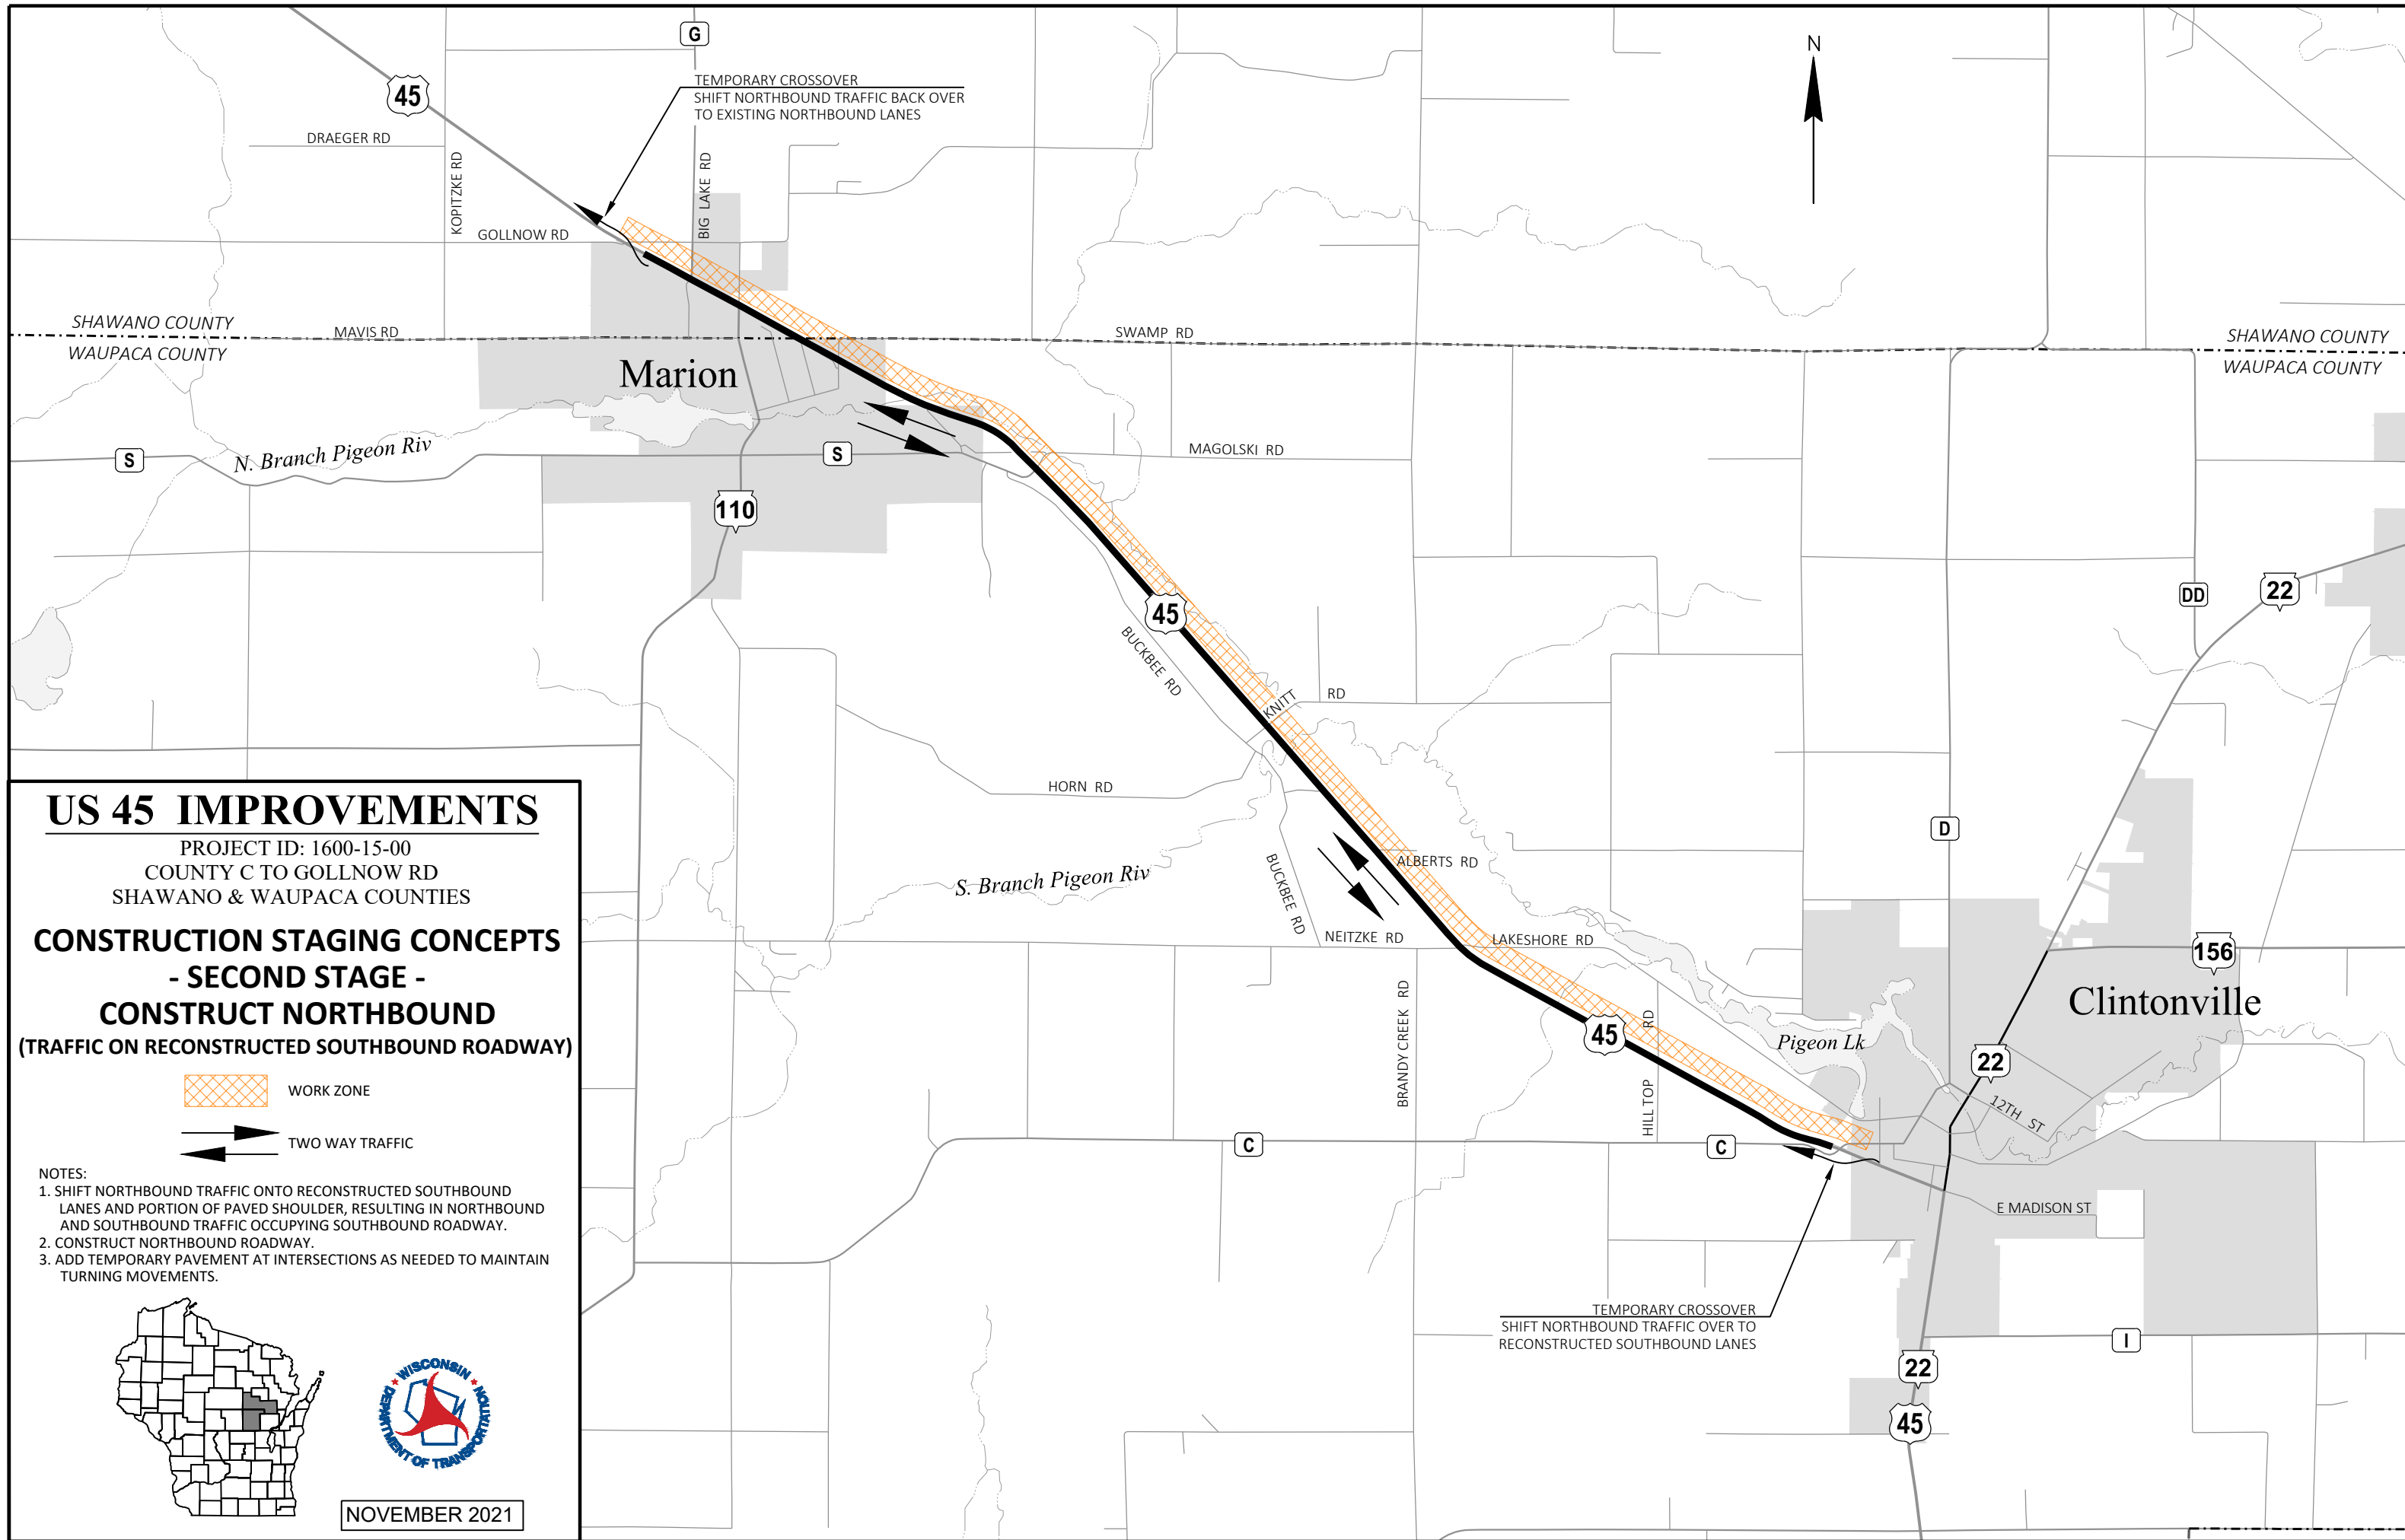 G
N
45
TEMPORARY CROSSOVER
SHIFT NORTHBOUND TRAFFIC BACK OVER
TO EXISTING NORTHBOUND LANES
DRAEGER RD
KOPITZKE RD
BIG LAKE RD
GOLLNOW RD
SHAWANO COUNTY
WAUPACA COUNTY
MAVIS RD
SWAMP RD
SHAWANO COUNTY
WAUPACA COUNTY
Marion
S
N. Branch Pigeon Riv
S
MAGOLSKI RD
110
45
DD
22
BUCKBEE RD
KNITT RD
HORN RD
D
ALBERTS RD
S. Branch Pigeon Riv
BUCKBEE RD
NEITZKE RD
LAKESHORE RD
156
Clintonville
BRANDY CREEK RD
45
HILL TOP RD
Pigeon Lk
22
12TH ST
C
C
E MADISON ST
TEMPORARY CROSSOVER
SHIFT NORTHBOUND TRAFFIC OVER TO
RECONSTRUCTED SOUTHBOUND LANES
I
22
45
US 45 IMPROVEMENTS
PROJECT ID: 1600-15-00
COUNTY C TO GOLLNOW RD
SHAWANO & WAUPACA COUNTIES
CONSTRUCTION STAGING CONCEPTS
- SECOND STAGE -
CONSTRUCT NORTHBOUND
(TRAFFIC ON RECONSTRUCTED SOUTHBOUND ROADWAY)
WORK ZONE
TWO WAY TRAFFIC
NOTES:
1. SHIFT NORTHBOUND TRAFFIC ONTO RECONSTRUCTED SOUTHBOUND
LANES AND PORTION OF PAVED SHOULDER, RESULTING IN NORTHBOUND
AND SOUTHBOUND TRAFFIC OCCUPYING SOUTHBOUND ROADWAY.
2. CONSTRUCT NORTHBOUND ROADWAY.
3. ADD TEMPORARY PAVEMENT AT INTERSECTIONS AS NEEDED TO MAINTAIN
TURNING MOVEMENTS.
WISCONSIN
DEPARTMENT OF TRANSPORTATION
NOVEMBER 2021